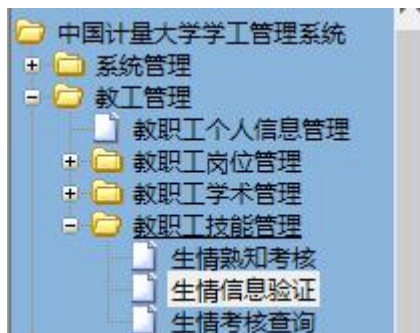 中国计量大学学工管理系统
系统管理
教工管理
教职工个人信息管理
教职工岗位管理
教职工学术管理
教职工技能管理
生情熟知考核
生情信息验证
生情考核查询